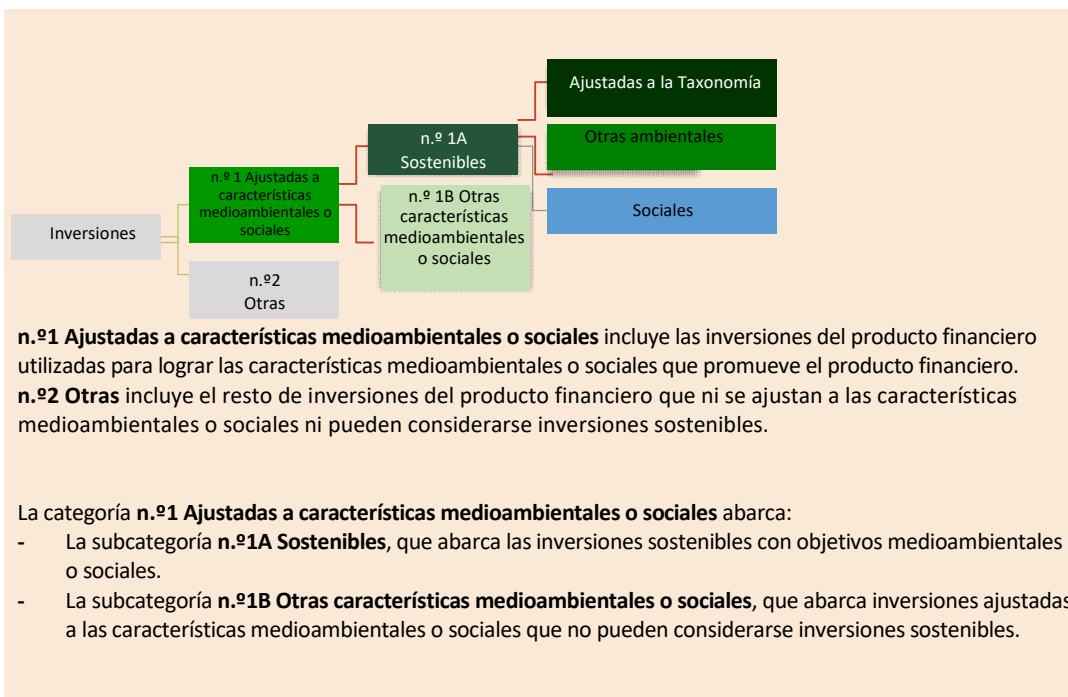 Ajustadas a la Taxonomía
n.º 1A
Sostenibles
Otras ambientales
n.º 1 Ajustadas a
características
medioambientales o
sociales
n.º 1B Otras
características
medioambientales
o sociales
Sociales
Inversiones
n.º2
Otras
n.º1 Ajustadas a características medioambientales o sociales incluye las inversiones del producto financiero
utilizadas para lograr las características medioambientales o sociales que promueve el producto financiero.
n.º2 Otras incluye el resto de inversiones del producto financiero que ni se ajustan a las características
medioambientales o sociales ni pueden considerarse inversiones sostenibles.
La categoría n.º1 Ajustadas a características medioambientales o sociales abarca:
- La subcategoría n.º1A Sostenibles, que abarca las inversiones sostenibles con objetivos medioambientales
o sociales.
- La subcategoría n.º1B Otras características medioambientales o sociales, que abarca inversiones ajustadas
a las características medioambientales o sociales que no pueden considerarse inversiones sostenibles.